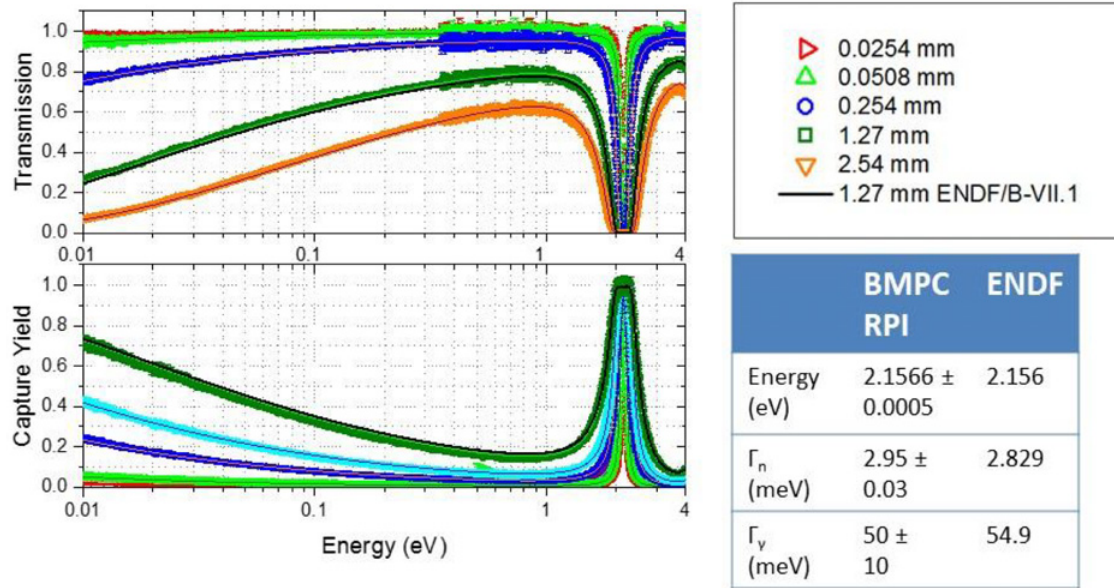 Transmission
1.0
0.8
0.6
0.4
0.2
0.0
0.01
0.1
1
4
Capture Yield
1.0
0.8
0.6
0.4
0.2
0.0
0.01
0.1
1
4
Energy (eV)
0.0254 mm
0.0508 mm
0.254 mm
1.27 mm
2.54 mm
1.27 mm ENDF/B-VII.1
BMPC ENDF
RPI
Energy 2.1566 ± 2.156
(eV) 0.0005
Γn 2.95 ± 2.829
(meV) 0.03
Γγ 50 ± 54.9
(meV) 10